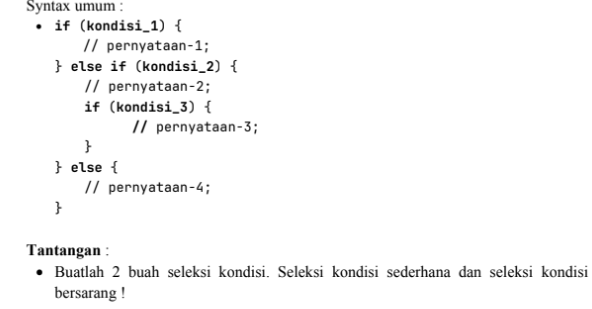 Syntax umum :
• if (kondisi_1) {
// pernyataan-1;
} else if (kondisi_2) {
// pernyataan-2;
if (kondisi_3) {
// pernyataan-3;
}
} else {
// pernyataan-4;
}
Tantangan :
• Buatlah 2 buah seleksi kondisi. Seleksi kondisi sederhana dan seleksi kondisi
bersarang !